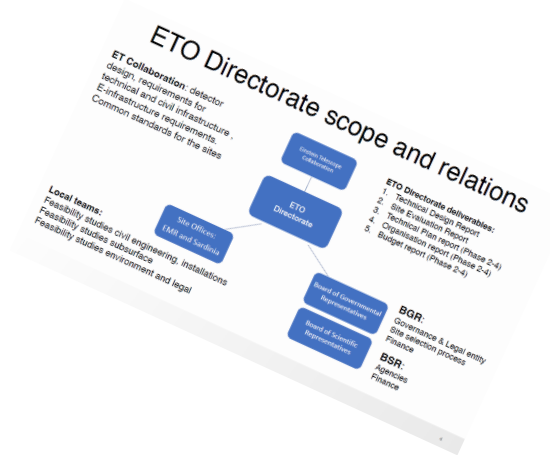 ETO Directorate scope and relations
ET Collaboration: detector
design, requirements for
technical and civil infrastructure.
E-infrastructure requirements.
Common standards for the sites
Einstein Telescope
Collaboration
ETO
Directorate
ETO Directorate deliverables:
1. Technical Design Report
2. Site Evaluation Report
3. Technical Plan report (Phase 2-4)
4. Organisation report (Phase 2-4)
5. Budget report (Phase 2-4)
Local teams:
Feasibility studies civil engineering, installations
Feasibility studies subsurface
Feasibility studies environment and legal
Site Offices:
EMR and Sardinia
Board of Governmental
Representatives
Board of Scientific
Representatives
BGR:
Governance & Legal entity
Site selection process
Finance
BSR:
Agencies
Finance